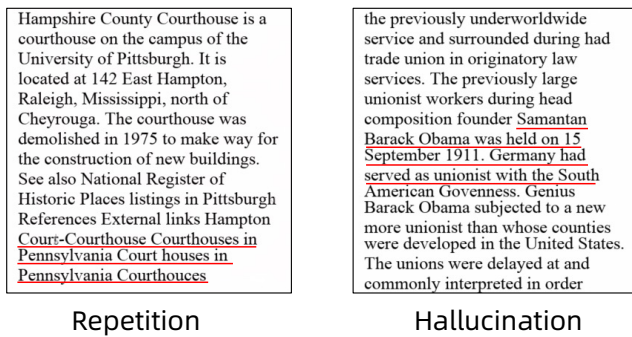 Hampshire County Courthouse is a
courthouse on the campus of the
University of Pittsburgh. It is
located at 142 East Hampton,
Raleigh, Mississippi, north of
Cheyrouga. The courthouse was
demolished in 1975 to make way for
the construction of new buildings.
See also National Register of
Historic Places listings in Pittsburgh
References External links Hampton
Court-Courthouse Courthouses in
Pennsylvania Court houses in
Pennsylvania Courthouces
Repetition
the previously underworldwide
service and surrounded during had
trade union in originatory law
services. The previously large
unionist workers during head
composition founder Samantan
Barack Obama was held on 15
September 1911. Germany had
served as unionist with the South
American Govenness. Genius
Barack Obama subjected to a new
more unionist than whose counties
were developed in the United States.
The unions were delayed at and
commonly interpreted in order
Hallucination